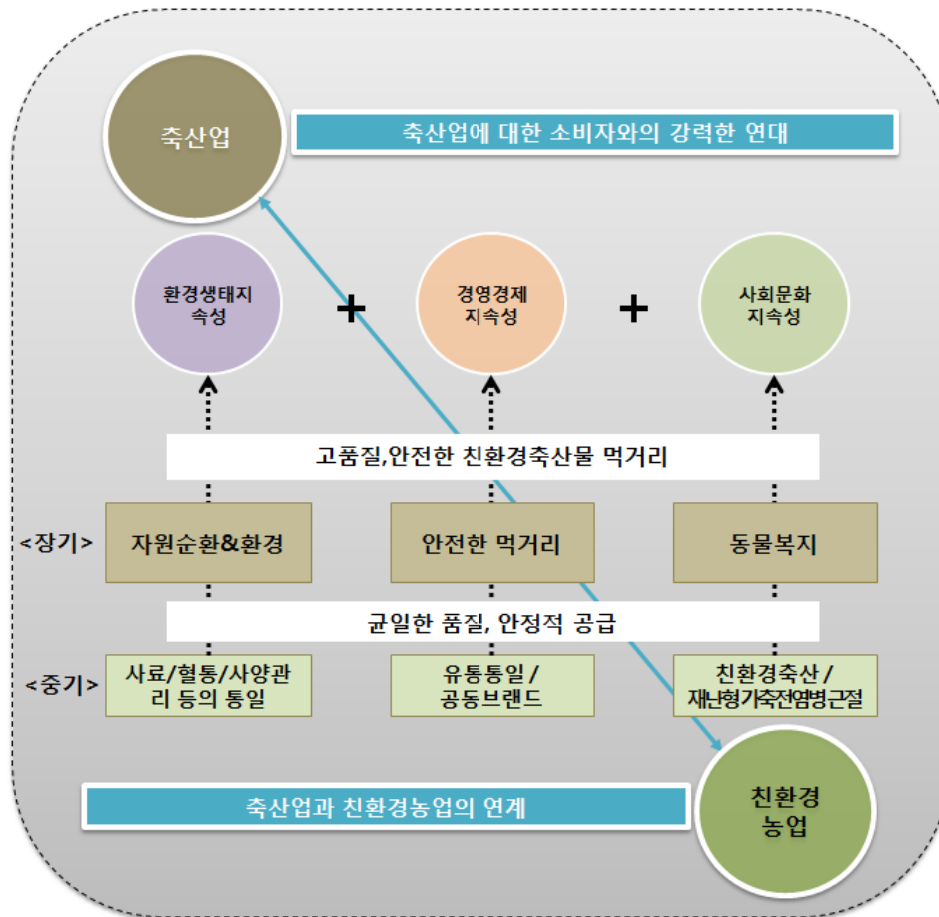 축산업
축산업에 대한 소비자와의 강력한 연대
환경생태지
속성
+
경영경제
지속성
+
사회문화
지속성
고품질,안전한 친환경축산물 먹거리
<장기>
자원순환&환경
안전한 먹거리
동물복지
균일한 품질, 안정적 공급
<중기>
사료/혈통/사양관
리 등의 통일
유통통일 /
공동브랜드
친환경축산 /
재난형가축전염병근절
축산업과 친환경농업의 연계
친환경
농업